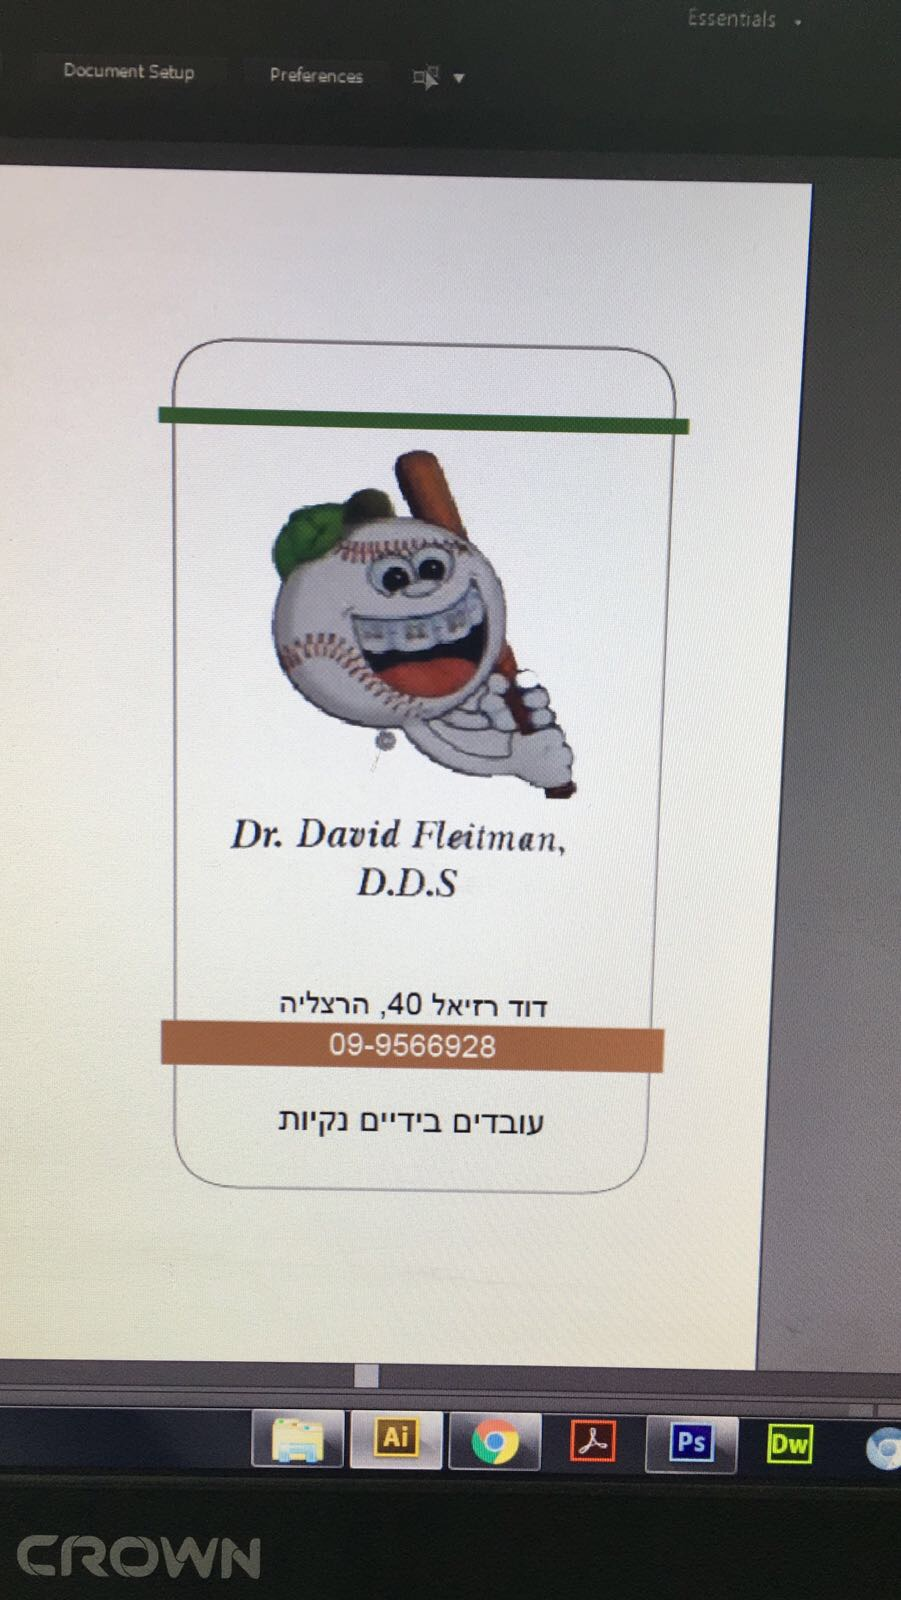 Essentials
Document Setup Preferences
Dr. David Fleitman,
D.D.S
דוד רזיאל 40, הרצליה
09-9566928
עובדים בידיים נקיות
Ai Ps Dw
CROWN